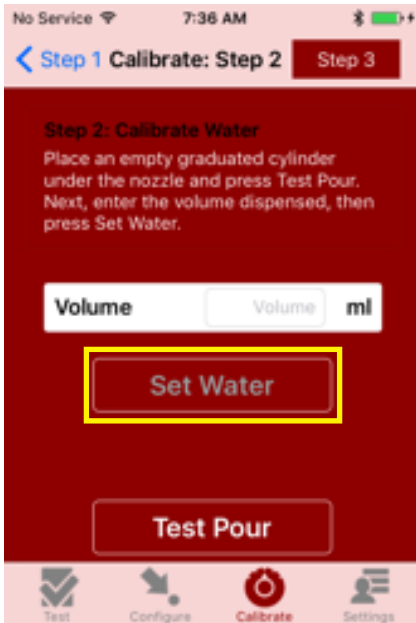 No Service 7:36 AM
Step 1 Calibrate: Step 2 Step 3
Step 2: Calibrate Water
Place an empty graduated cylinder
under the nozzle and press Test Pour.
Next, enter the volume dispensed, then
press Set Water.
Volume Volume ml
Set Water
Test Pour
Test Configure Calibrate Settings